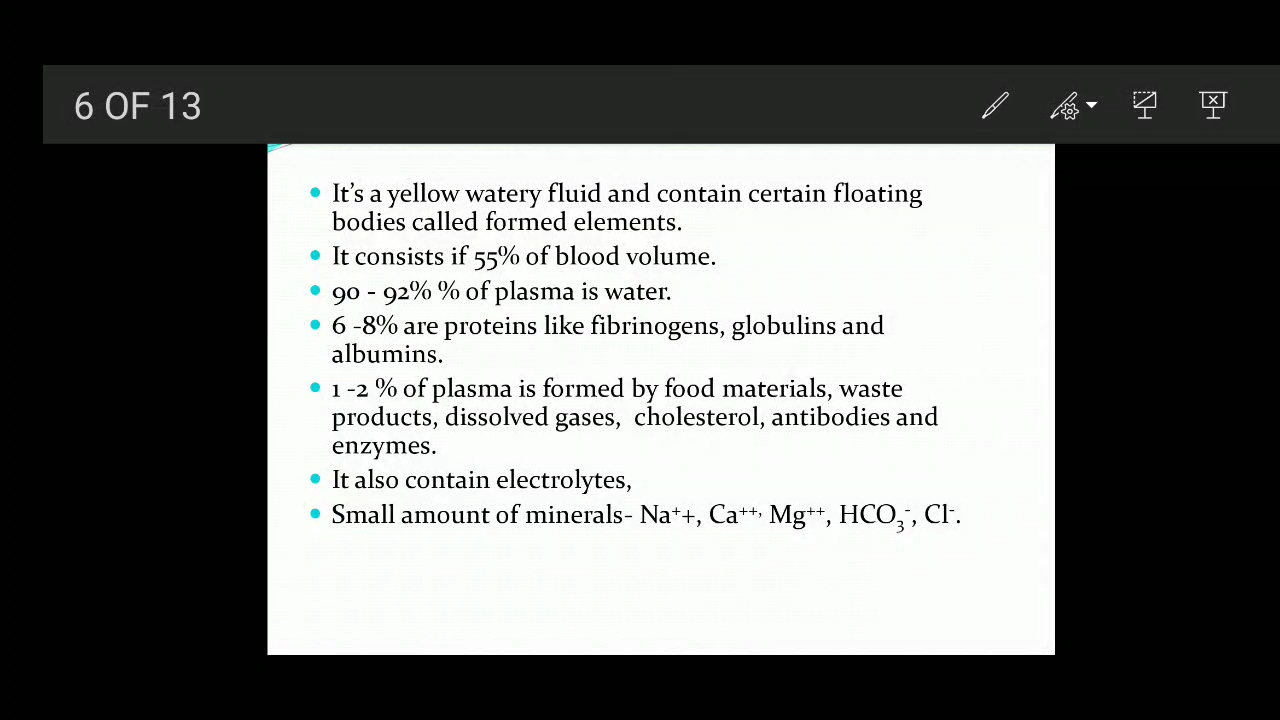 6 OF 13
It's a yellow watery fluid and contain certain floating
bodies called formed elements.
It consists if 55% of blood volume.
90 - 92% % of plasma is water.
6 -8% are proteins like fibrinogens, globulins and
albumins.
1 -2 % of plasma is formed by food materials, waste
products, dissolved gases,  cholesterol, antibodies and
enzymes.
It also contain electrolytes,
Small amount of minerals- Na⁺+, Ca⁺⁺, Mg⁺⁺, HCO₃⁻, Cl⁻.